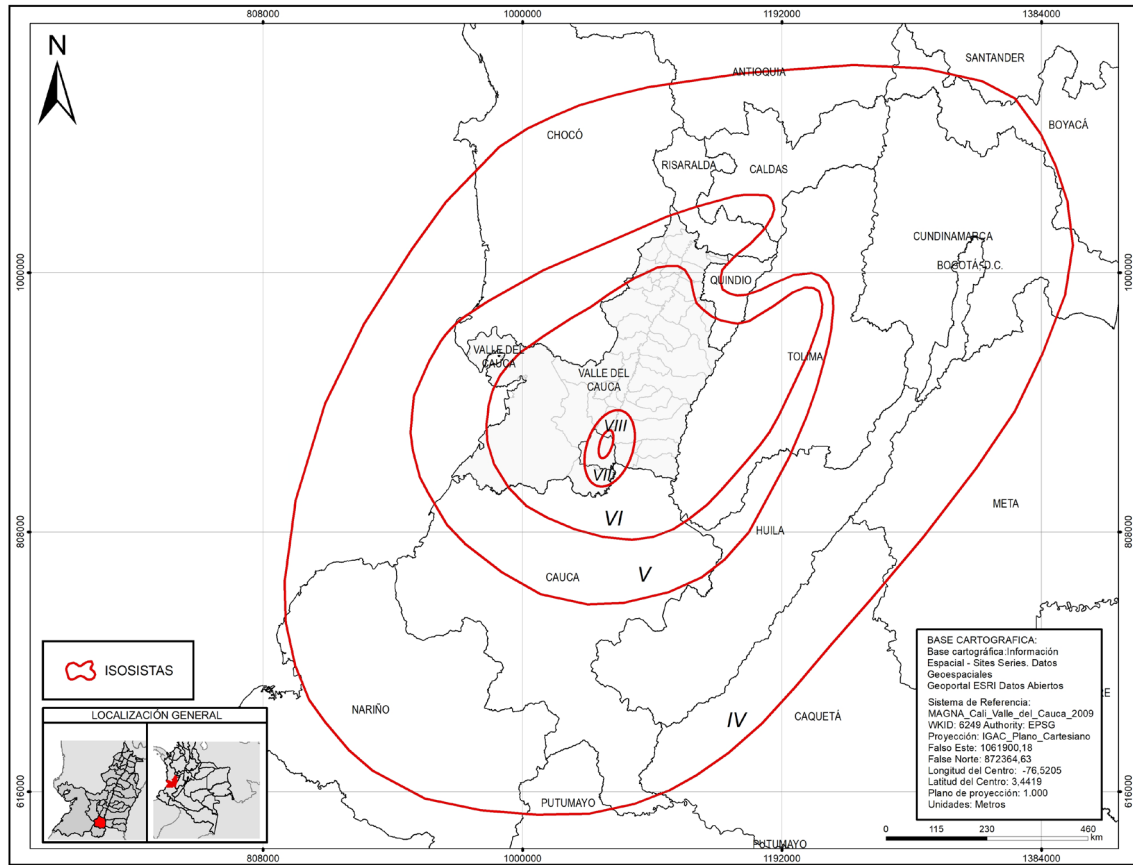 808000
1000000
1192000
1384000
N
SANTANDER
ANTIOQUIA
BOYACÁ
CHOCÓ
RISARALDA
CALDAS
CUNDINAMARCA
BOGOTÁ, D.C.
1000000
1000000
QUINDIO
VALLE DEL
CAUCA
TOLIMA
VALLE DEL
CAUCA
VIII
VII
META
VI
808000
808000
HUILA
CAUCA
V
ISOSISTAS
NARIÑO
IV
CAQUETÁ
RE
LOCALIZACIÓN GENERAL
616000
616000
PUTUMAYO
PUTUMAYO
BASE CARTOGRAFICA:
Base cartográfica:Información
Espacial - Sites Series. Datos
Geoespaciales
Geoportal ESRI Datos Abiertos
Sistema de Referencia:
MAGNA_Cali_Valle_del_Cauca_2009
WKID: 6249 Authority: EPSG
Proyección: IGAC_Plano_Cartesiano
Falso Este: 1061900,18
False Norte: 872364,63
Longitud del Centro: -76,5205
Latitud del Centro: 3,4419
Plano de proyección: 1.000
Unidades: Metros
0 115 230 460
km
808000
1000000
1192000
1384000